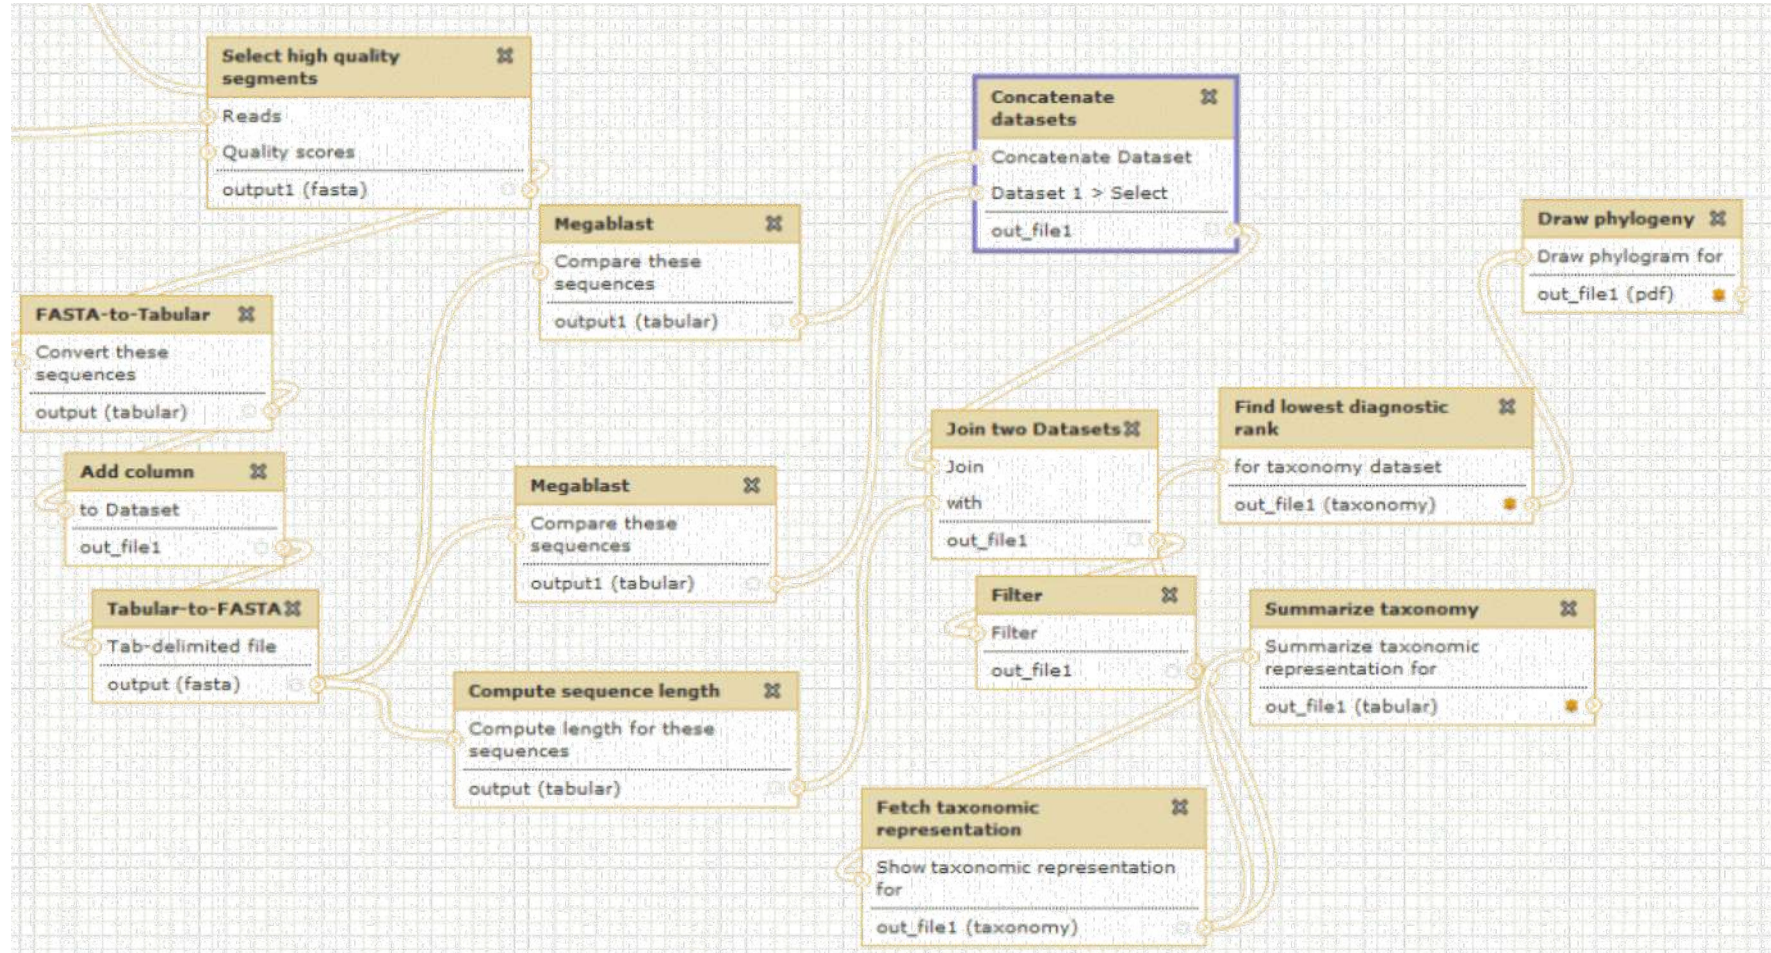 Select high quality
segments
Reads
Quality scores
output1 (fasta)
FASTA-to-Tabular
Convert these
sequences
output (tabular)
Add column
to Dataset
out_file1
Tabular-to-FASTA
Tab-delimited file
output (fasta)
Megablast
Compare these
sequences
output1 (tabular)
Megablast
Compare these
sequences
output1 (tabular)
Compute sequence length
Compute length for these
sequences
output (tabular)
Concatenate
datasets
Concatenate Dataset
Dataset 1 > Select
out_file1
Join two Datasets
Join
with
out_file1
Filter
Filter
out_file1
Fetch taxonomic
representation
Show taxonomic representation
for
out_file1 (taxonomy)
Find lowest diagnostic
rank
for taxonomy dataset
out_file1 (taxonomy)
Summarize taxonomy
Summarize taxonomic
representation for
out_file1 (tabular)
Draw phylogeny
Draw phylogram for
out_file1 (pdf)